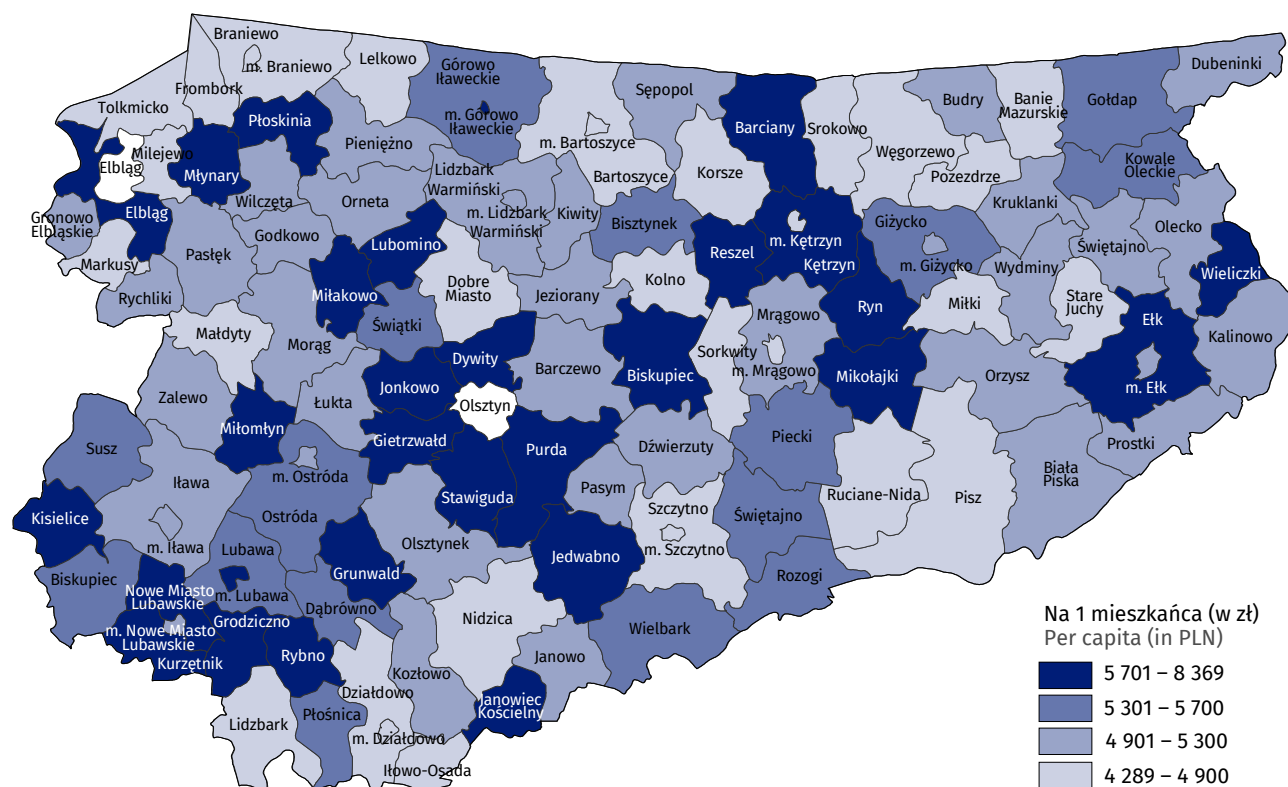 Braniewo
m. Braniewo
Lelkowo
Górowo
Iławeckie
m. Górowo
Iławeckie
Frombork
Tolkmicko
Płoskinia
Pieniężno
Sępopol
Barciany
Srokowo
Budry
Banie
Mazurskie
Gołdap
Dubeninki
m. Bartoszyce
Bartoszyce
Korsze
Węgorzewo
Pozezdrze
Kowale
Oleckie
Elbląg
Milejewo
Młynary
Wilczęta
Orneta
Lidzbark
Warmiński
m. Lidzbark
Warmiński
Kiwity
Bisztynek
Reszel
m. Kętrzyn
Kętrzyn
Giżycko
m. Giżycko
Kruklanki
Wydminy
Świętajno
Olecko
Wieliczki
Gronowo
Elbląskie
Elbląg
Markusy
Pasłęk
Godkowo
Rychliki
Lubomino
Miłakowo
Dobre
Miasto
Jeziorany
Kolno
Ryn
Miłki
Stare
Juchy
Ełk
m. Ełk
Kalinowo
Małdyty
Morąg
Świątki
Dywity
Jonkowo
Barczewo
Biskupiec
Sorkwity
Mrągowo
m. Mrągowo
Mikołajki
Orzysz
Prostki
Zalewo
Łukta
Olsztyn
Miłomłyn
Gietrzwałd
Purda
Dźwierzuty
Piecki
Susz
m. Ostróda
Ostróda
Iława
m. Iława
Stawiguda
Pasym
Szczytno
m. Szczytno
Świętajno
Ruciane-Nida
Pisz
Biała
Piska
Kisielice
Olsztynek
Jedwabno
Rozogi
Biskupiec
Lubawa
m. Lubawa
Grunwald
Nowe Miasto
Lubawskie
m. Nowe Miasto
Lubawskie
Grodziczno
Dąbrówno
Kurzętnik
Rybno
Nidzica
Wielbark
Lidzbark
Płośnica
Działdowo
m. Działdowo
Kozłowo
Janowo
Janowiec
Kościelny
Iłowo-Osada
Na 1 mieszkańca (w zł)
Per capita (in PLN)
5 701 – 8 369
5 301 – 5 700
4 901 – 5 300
4 289 – 4 900